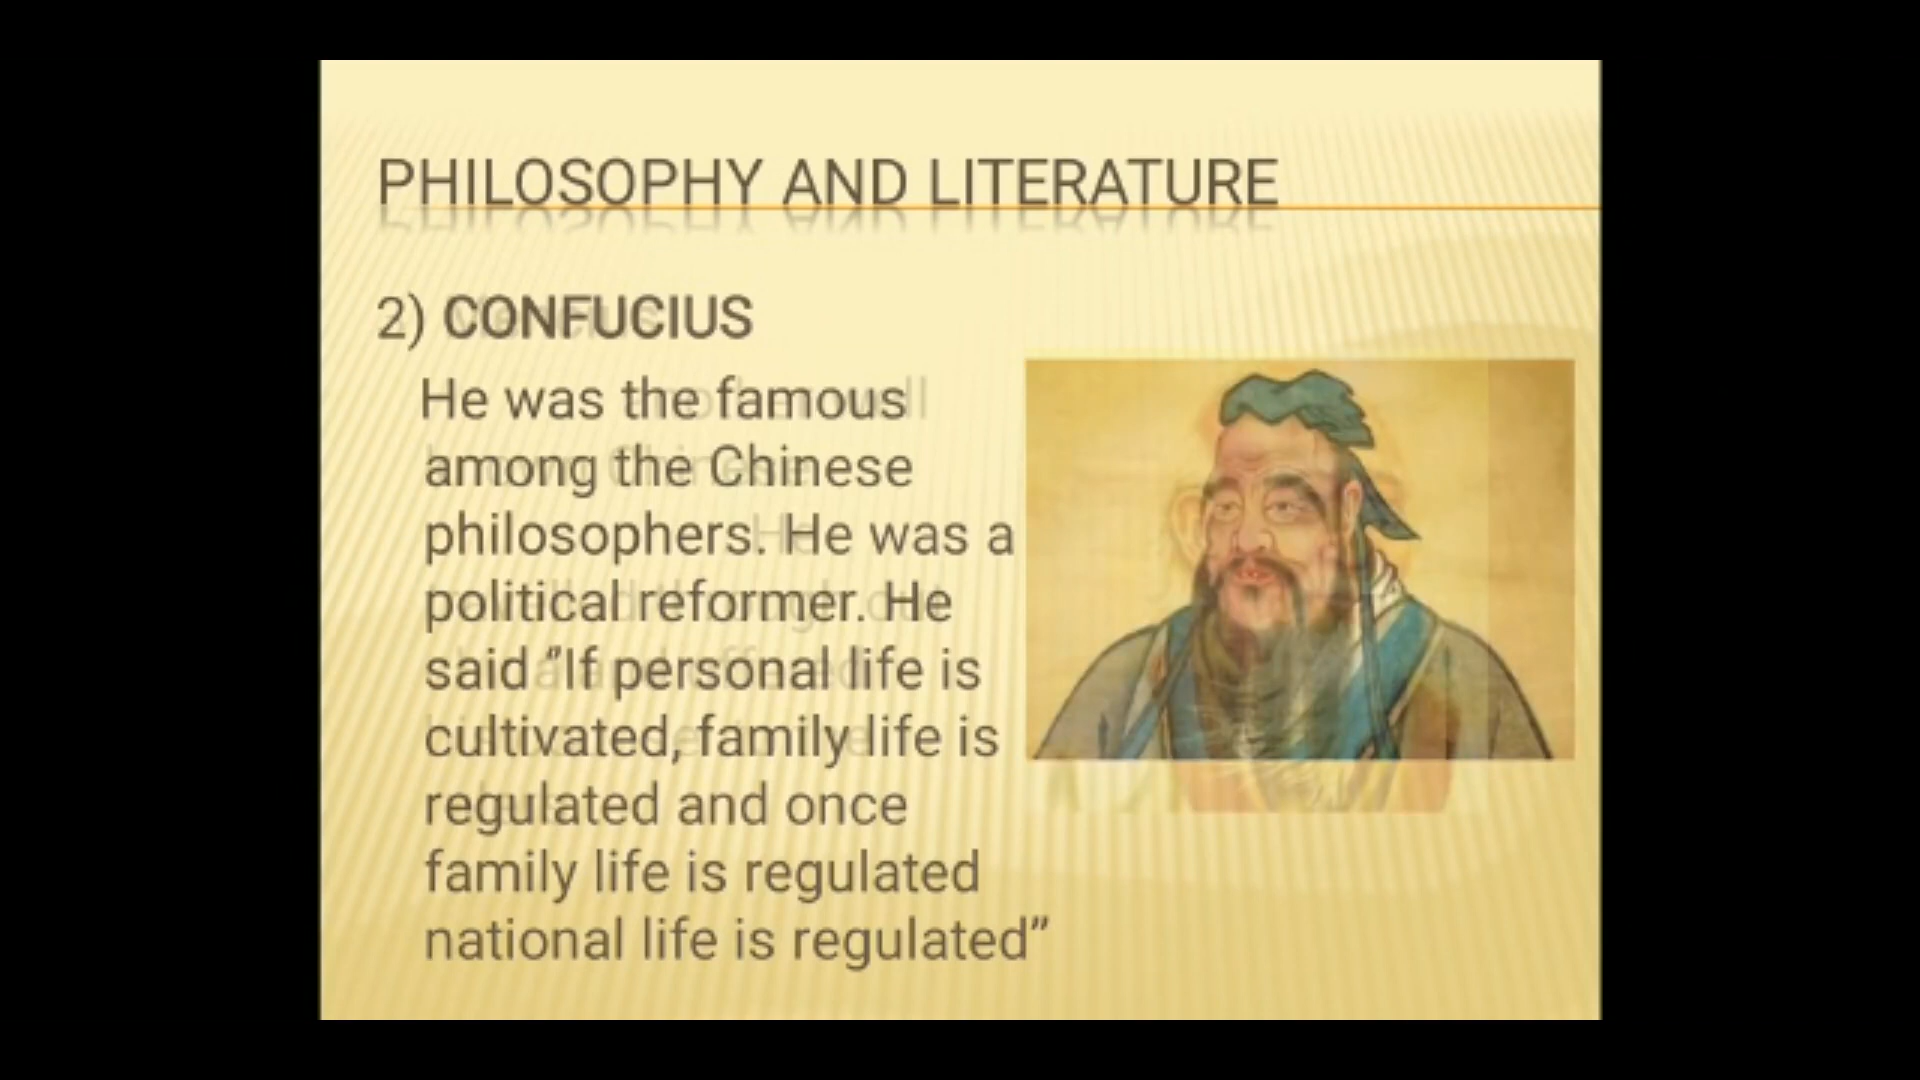 PHILOSOPHY AND LITERATURE
2) CONFUCIUS
He was the famous
among the Chinese
philosophers. He was a
political reformer. He
said “If personal life is
cultivated, family life is
regulated and once
family life is regulated
national life is regulated”